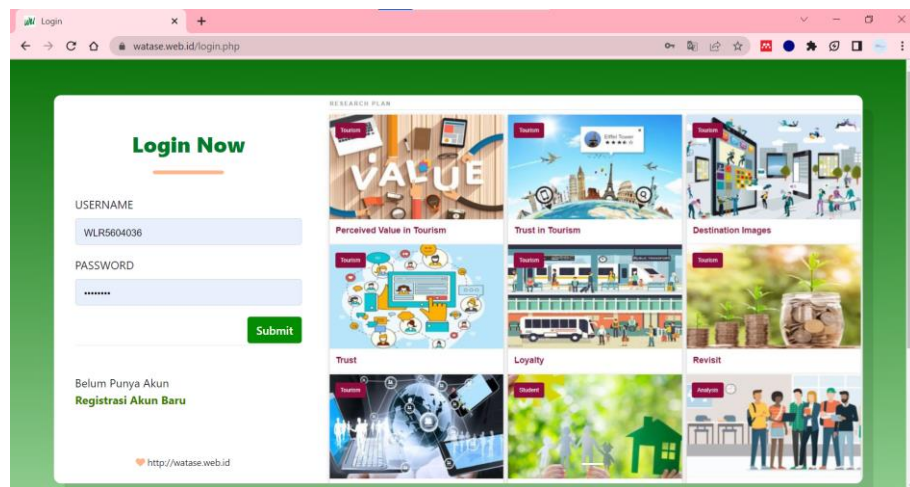 Login
watase.web.id/login.php
RESEARCH PLAN
Login Now
USERNAME
WLR5604036
PASSWORD
Submit
Belum Punya Akun
Registrasi Akun Baru
http://watase.web.id
Tourism
VALUE
Perceived Value in Tourism
Tourism
Eiffel Tower
Trust in Tourism
Tourism
Destination Images
Tourism
Trust
Tourism
Loyalty
Tourism
Revisit
Tourism
Student
Analysis